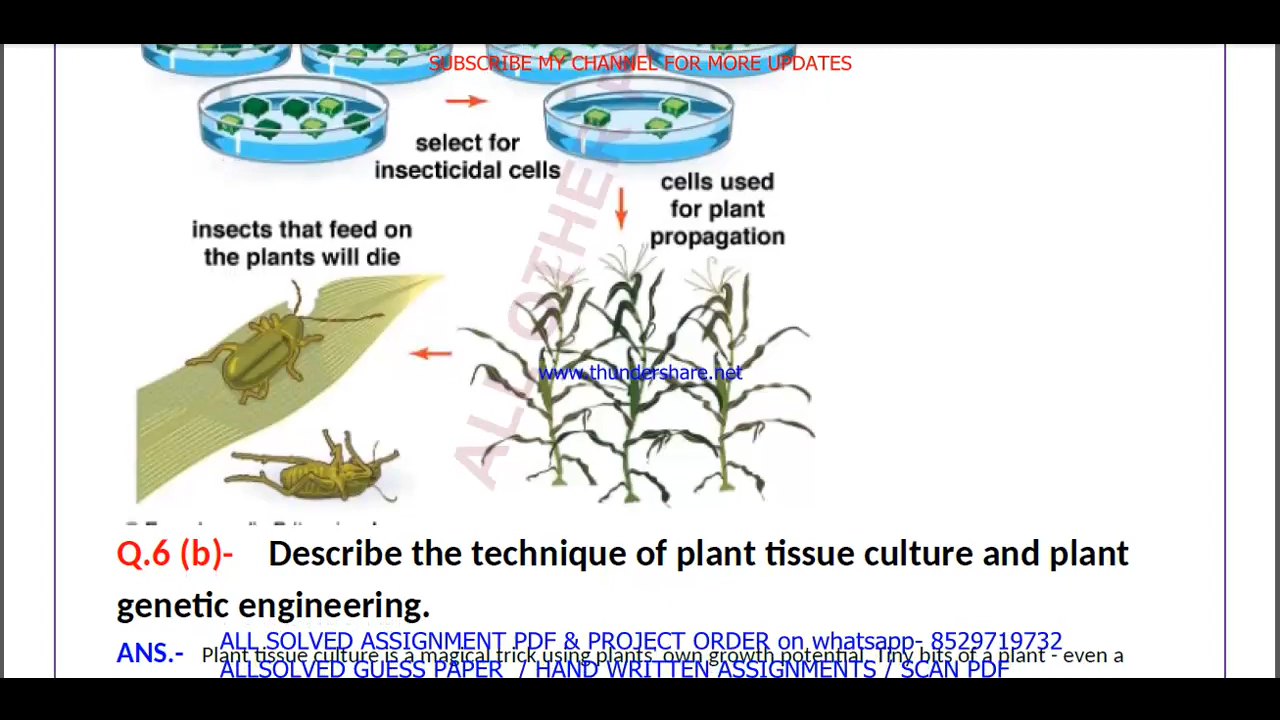 SUBSCRIBE MY CHANNEL FOR MORE UPDATES
select for
insecticidal cells
cells used
for plant
propagation
insects that feed on
the plants will die
www.thundershare.net
Q.6 (b)- Describe the technique of plant tissue culture and plant
genetic engineering.
ALL SOLVED ASSIGNMENT PDF & PROJECT ORDER on whatsapp- 8529719732
ANS.- Plant tissue culture is a magical trick using plants own growth potential. Tiny bits of a plant - even a
ALLSOLVED GUESS PAPER / HAND WRITTEN ASSIGNMENTS / SCAN PDF